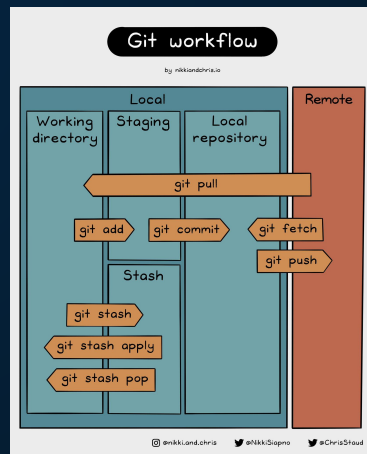 Git workflow
by nikkiandchris.io
Local
Remote
Working
directory
Staging
Local
repository
git pull
git add
git commit
git fetch
git push
Stash
git stash
git stash apply
git stash pop
@nikki.and.chris
@NikkiSiapno
@ChrisStaud